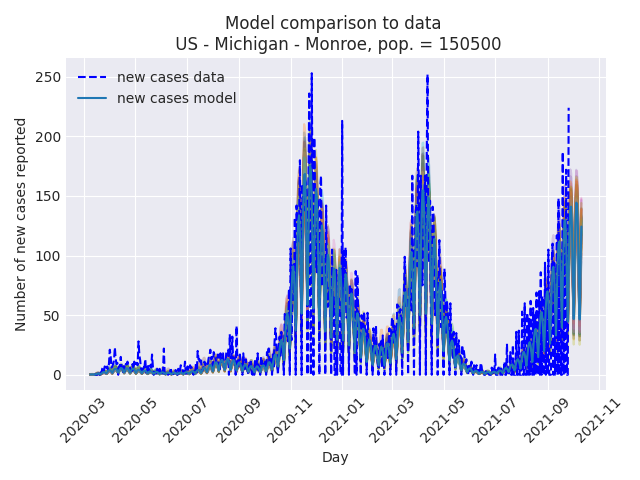 Model comparison to data
US - Michigan - Monroe, pop. = 150500
new cases data
new cases model
Number of new cases reported
250
200
150
100
50
0
2020-03
2020-05
2020-07
2020-09
2020-11
2021-01
2021-03
2021-05
2021-07
2021-09
2021-11
Day